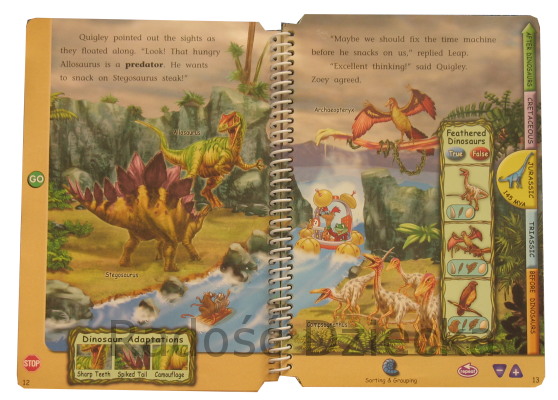 Quigley pointed out the sights as
they floated along. "Look! That hungry
Allosaurus is a predator. He wants
to snack on Stegosaurus steak!"
Allosaurus
GO
Stegosaurus
Dinosaur Adaptations
Sharp Teeth Spiked Tail Camouflage
STOP
12
"Maybe we should fix the time machine
before he snacks on us," replied Leap.
"Excellent thinking!" said Quigley.
Zoey agreed.
Archaeopteryx
Feathered
Dinosaurs
True False
Compsognathus
AFTER DINOSAURS
CRETACEOUS
JURASSIC
145 MYA
TRIASSIC
BEFORE DINOSAURS
Sorting & Grouping
repeat
13